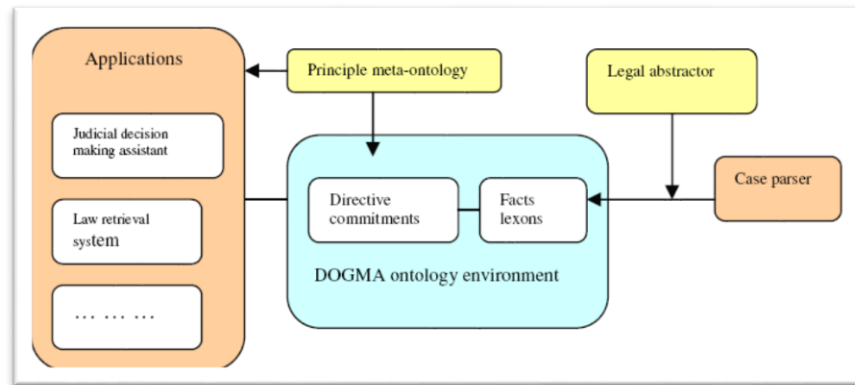 Applications
Principle meta-ontology
Legal abstractor
Judicial decision
making assistant
Case parser
Directive
commitments
Facts
lexons
Law retrieval
system
DOGMA ontology environment
... ... ...